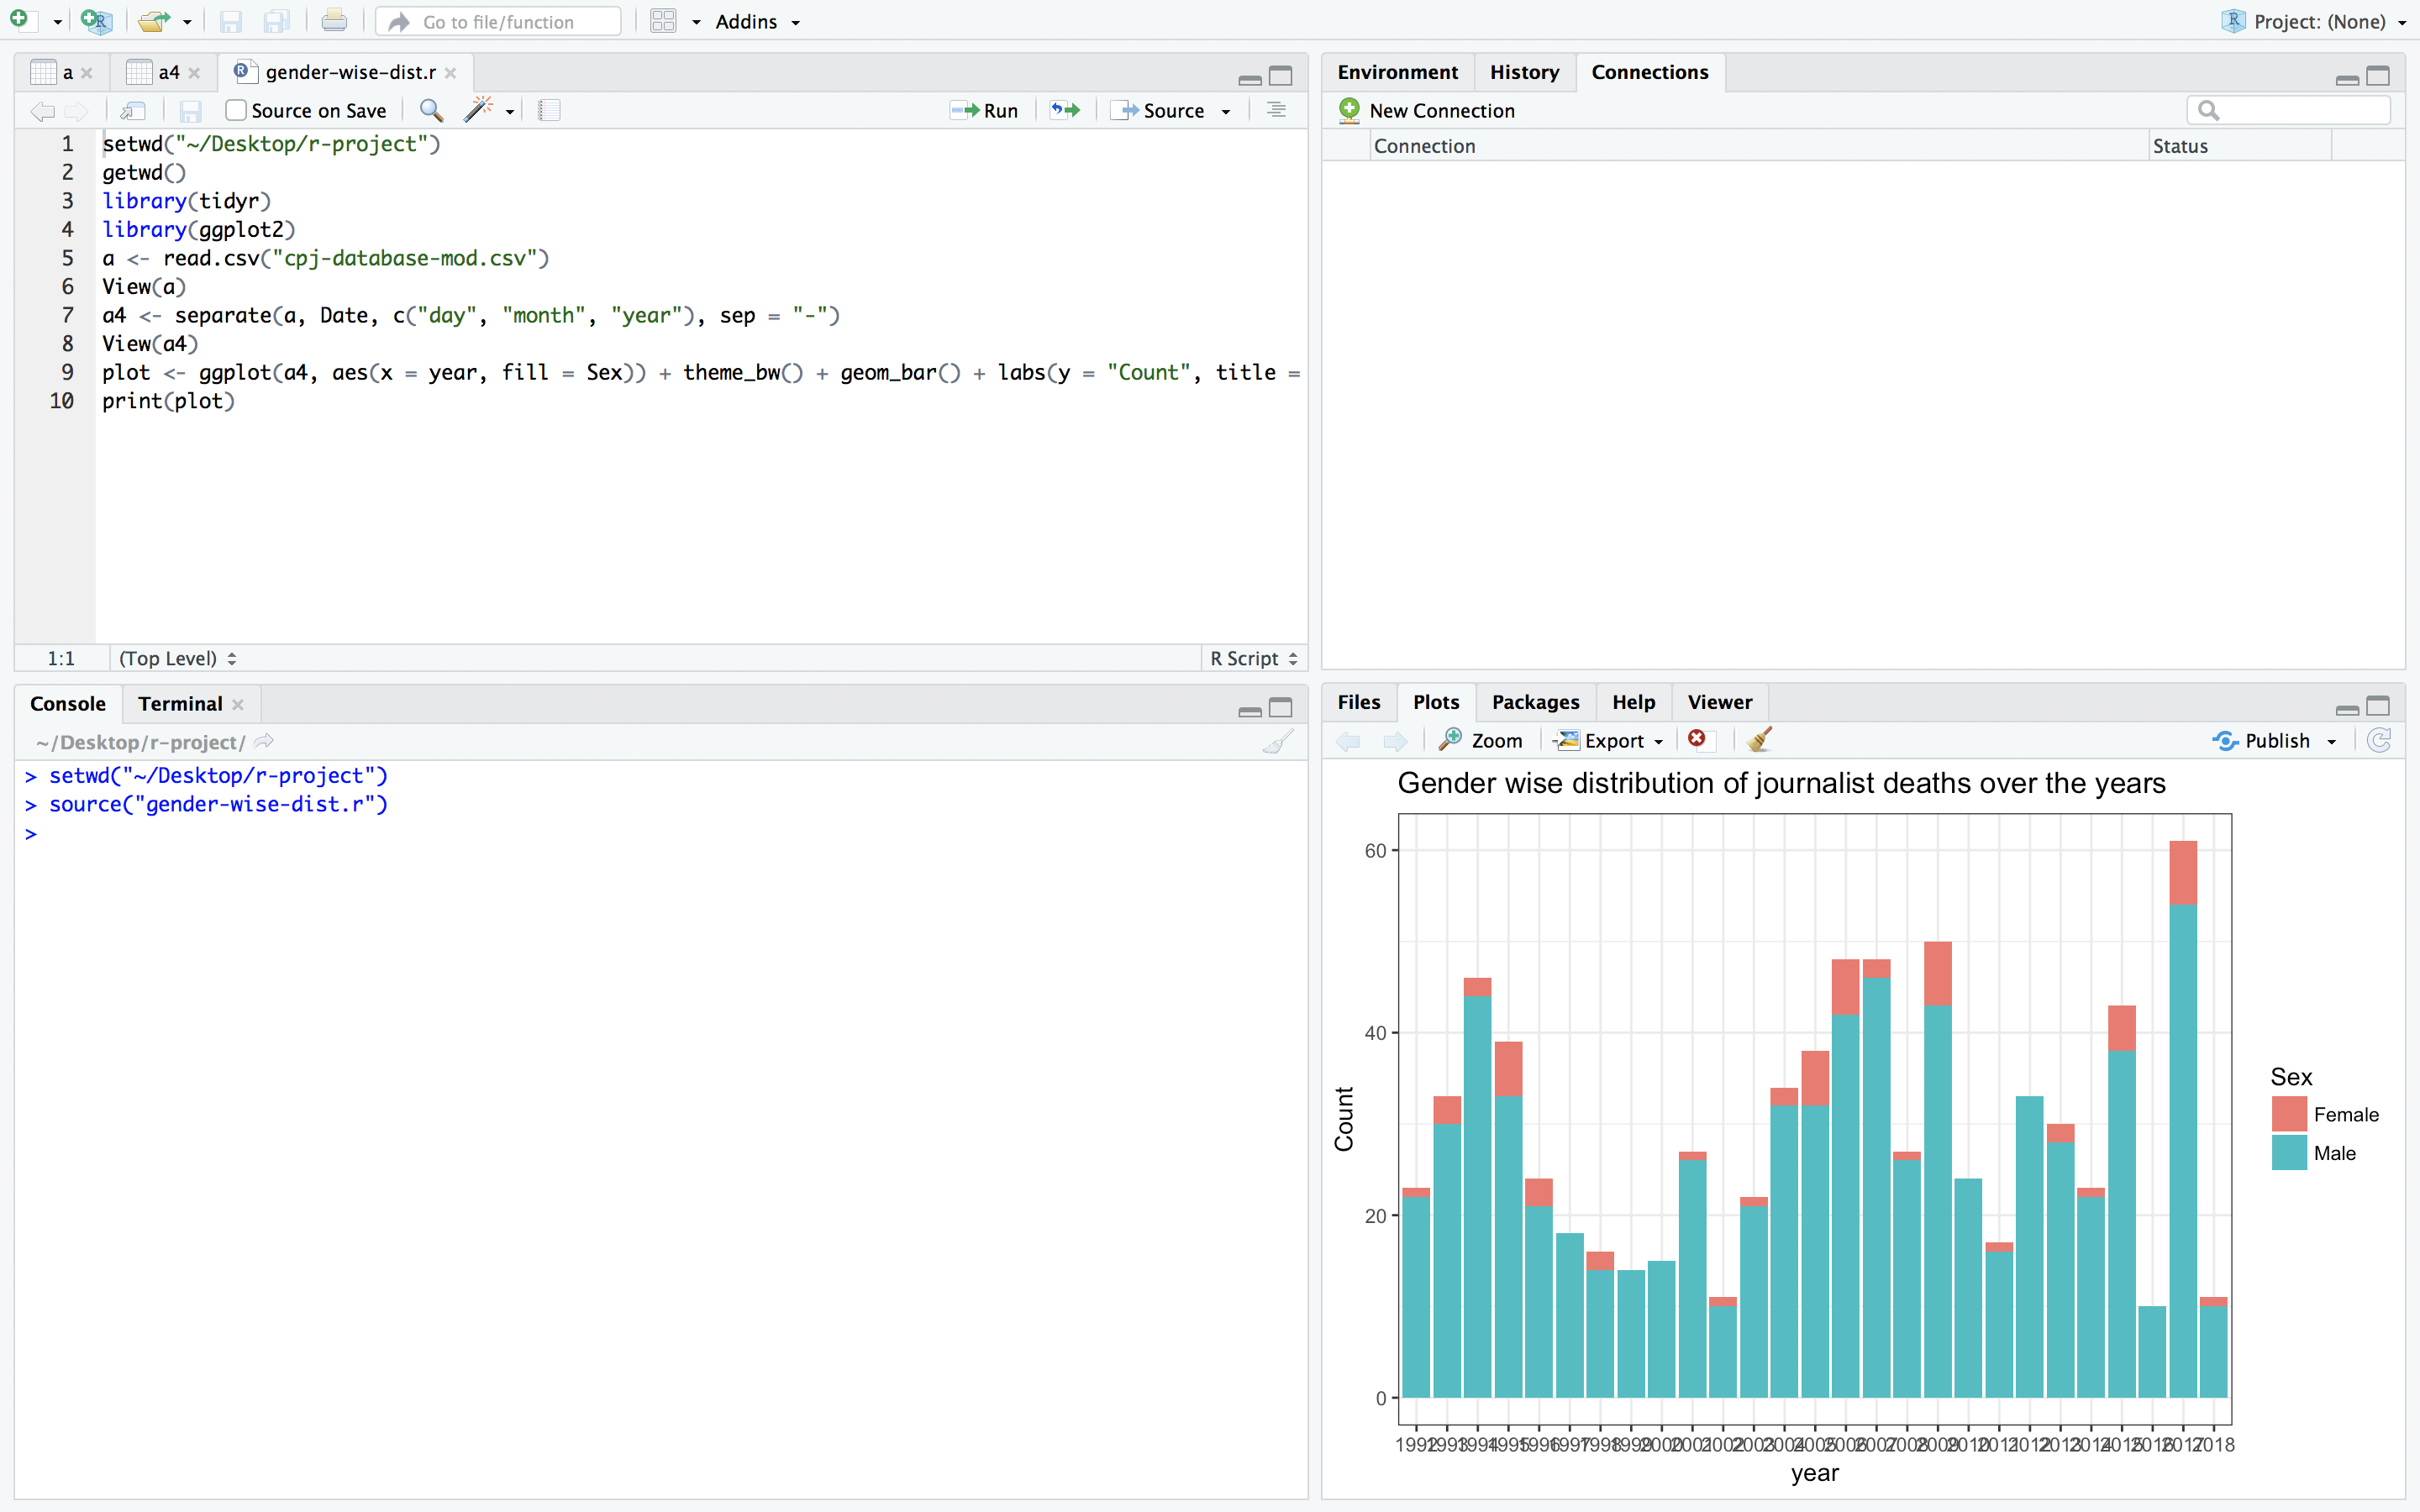 Go to file/function
Addins
Project: (None)
a
a4
gender-wise-dist.r
Source on Save
Run
Source
1 setwd("~/Desktop/r-project")
2 getwd()
3 library(tidyr)
4 library(ggplot2)
5 a <- read.csv("cpj-database-mod.csv")
6 View(a)
7 a4 <- separate(a, Date, c("day", "month", "year"), sep = "-")
8 View(a4)
9 plot <- ggplot(a4, aes(x = year, fill = Sex)) + theme_bw() + geom_bar() + labs(y = "Count", title =
10 print(plot)
1:1
(Top Level)
R Script
Environment
History
Connections
New Connection
Connection
Status
Console
Terminal
~/Desktop/r-project/
> setwd("~/Desktop/r-project")
> source("gender-wise-dist.r")
>
Files
Plots
Packages
Help
Viewer
Zoom
Export
Publish
Gender wise distribution of journalist deaths over the years
60
40
20
0
Count
1992 1993 1994 1995 1996 1997 1998 1999 2000 2001 2002 2003 2004 2005 2006 2007 2008 2009 2010 2011 2012 2013 2014 2015 2016 2017 2018
year
Sex
Female
Male